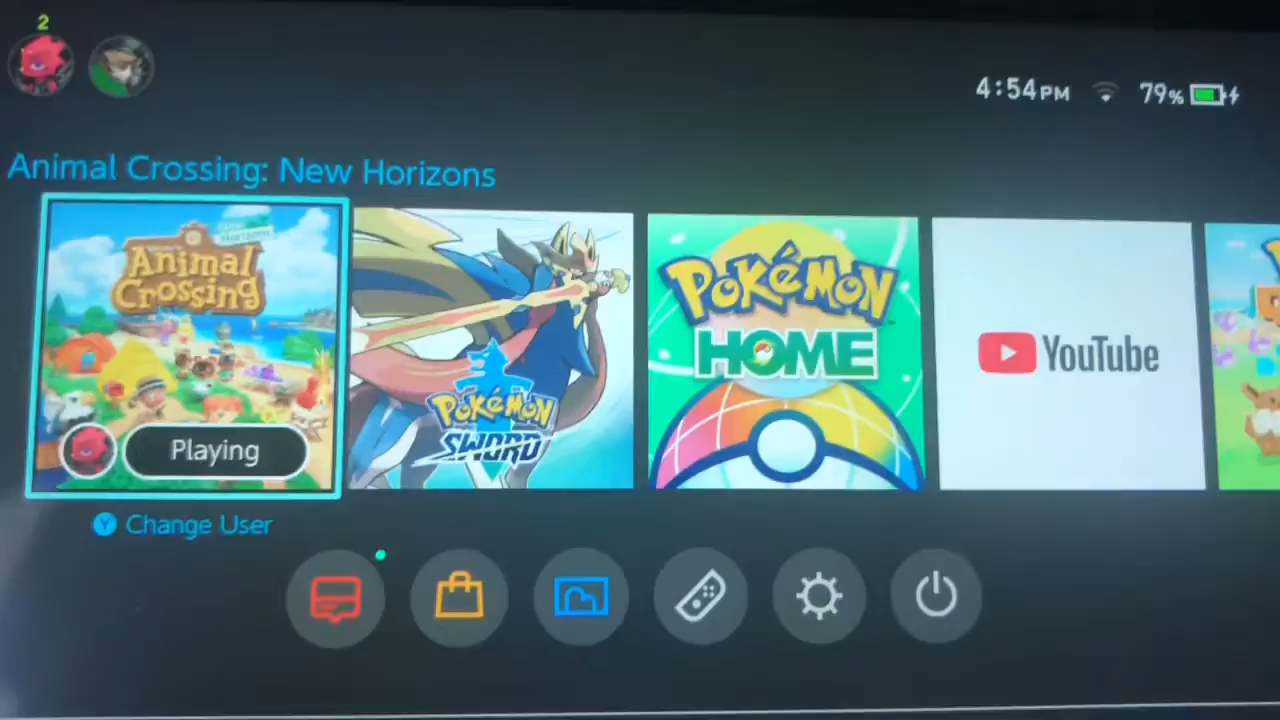 2
4:54PM 79%
Animal Crossing: New Horizons
Animal
Crossing
Playing
POKéMON
SWORD
POKéMON
HOME
YouTube
Y Change User